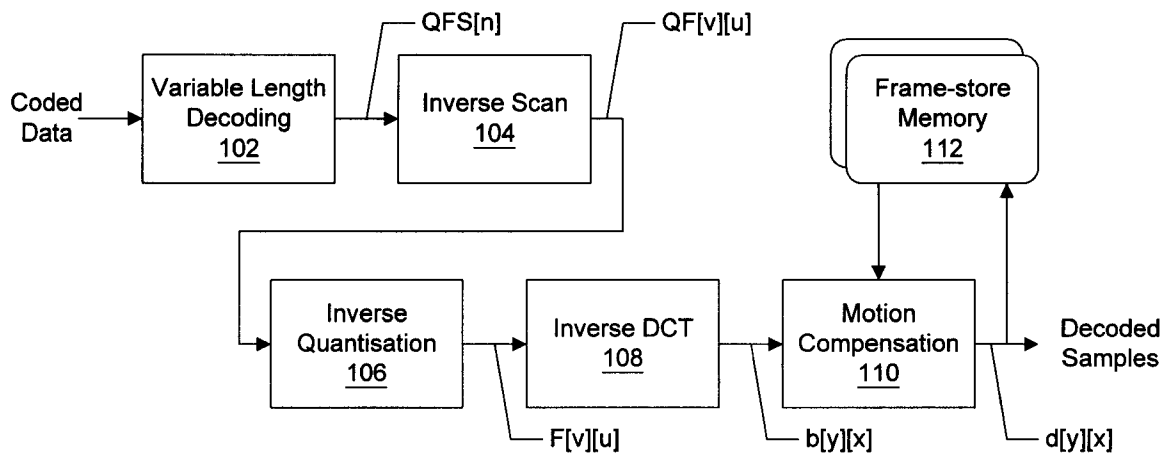 QFS[n]
QF[v][u]
Coded
Data
Variable Length
Decoding
102
Inverse Scan
104
Frame-store
Memory
112
Inverse
Quantisation
106
Inverse DCT
108
Motion
Compensation
110
Decoded
Samples
F[v][u]
b[y][x]
d[y][x]